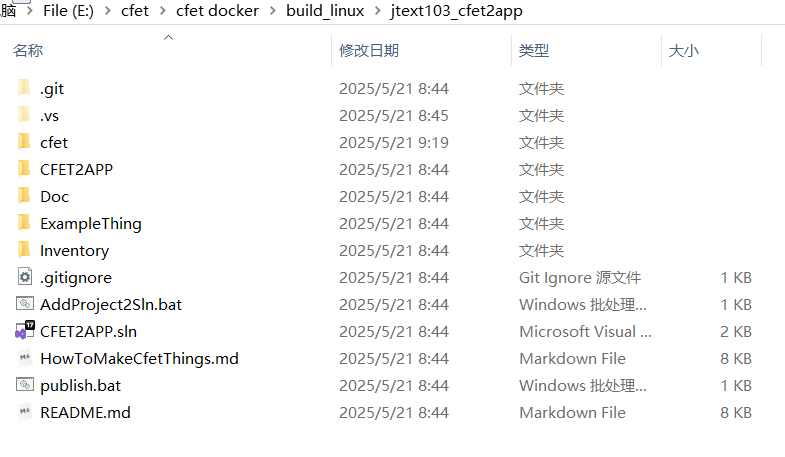 脑 > File (E:) > cfet > cfet docker > build_linux > jtext103_cfet2app
名称 修改日期 类型 大小
.git 2025/5/21 8:44 文件夹
.vs 2025/5/21 8:45 文件夹
cfet 2025/5/21 9:19 文件夹
CFET2APP 2025/5/21 8:44 文件夹
Doc 2025/5/21 8:44 文件夹
ExampleThing 2025/5/21 8:44 文件夹
Inventory 2025/5/21 8:44 文件夹
.gitignore 2025/5/21 8:44 Git Ignore 源文件 1 KB
AddProject2Sln.bat 2025/5/21 8:44 Windows 批处理... 1 KB
CFET2APP.sln 2025/5/21 8:44 Microsoft Visual ... 2 KB
HowToMakeCfetThings.md 2025/5/21 8:44 Markdown File 8 KB
publish.bat 2025/5/21 8:44 Windows 批处理... 1 KB
README.md 2025/5/21 8:44 Markdown File 8 KB